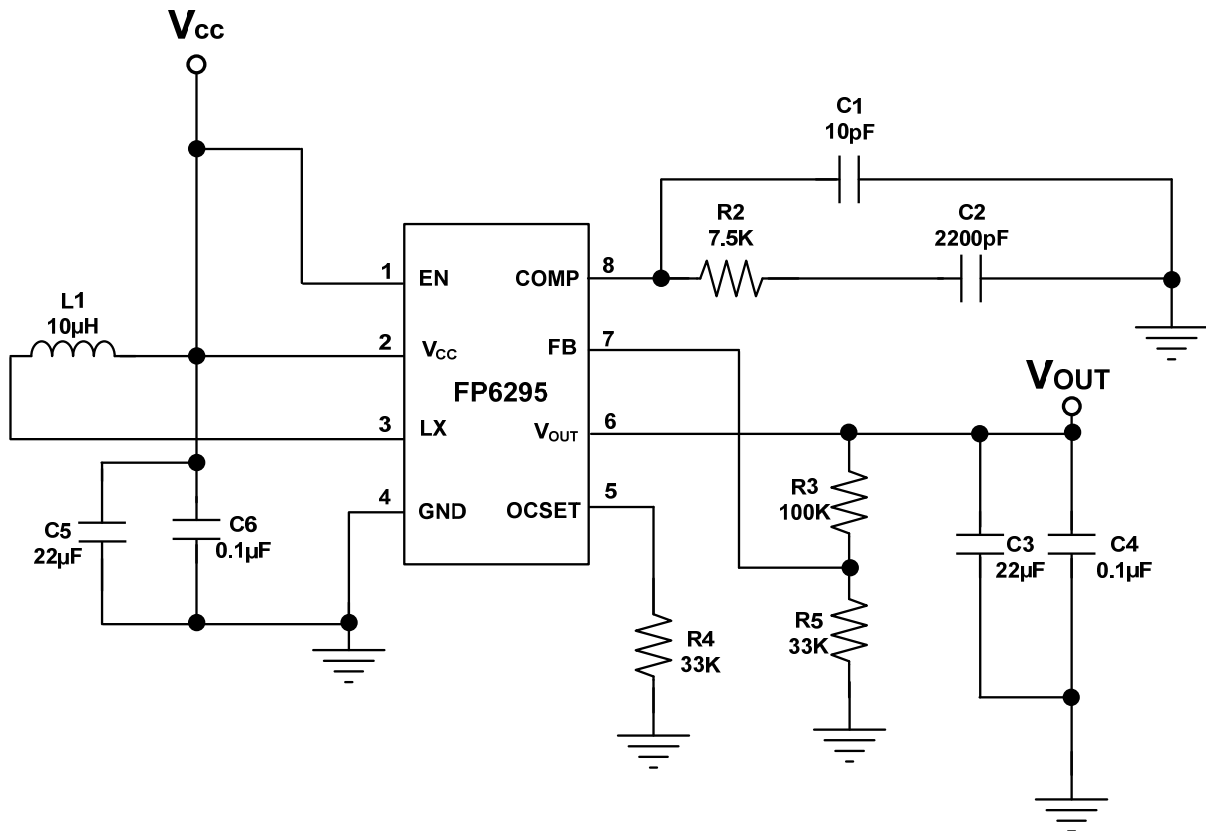 Vcc
C1
10pF
R2
7.5K
C2
2200pF
L1
10µH
1
EN
COMP
8
2
VCC
FB
7
FP6295
3
LX
VOUT
6
VOUT
4
GND
OCSET
5
C5
22µF
C6
0.1µF
R3
100K
R4
33K
R5
33K
C3
22µF
C4
0.1µF